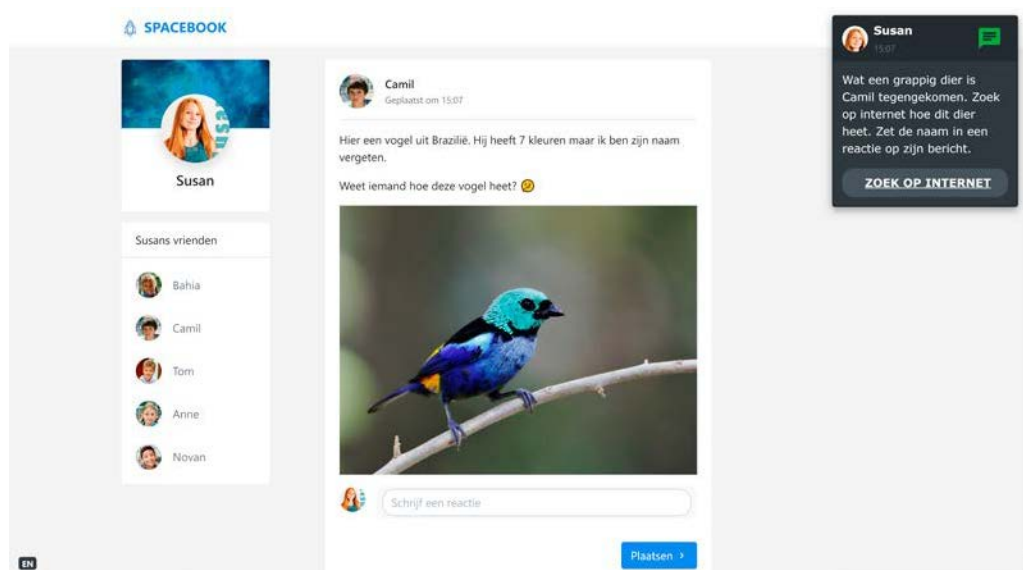 SPACEBOOK
Susan
Susans vrienden
Bahia
Camil
Tom
Anne
Novan
Camil
Geplaatst om 15:07
Hier een vogel uit Brazilië. Hij heeft 7 kleuren maar ik ben zijn naam
vergeten.
Weet iemand hoe deze vogel heet?
Schrijf een reactie
Plaatsen
Susan
15:07
Wat een grappig dier is
Camil tegengekomen. Zoek
op internet hoe dit dier
heet. Zet de naam in een
reactie op zijn bericht.
ZOEK OP INTERNET
EN